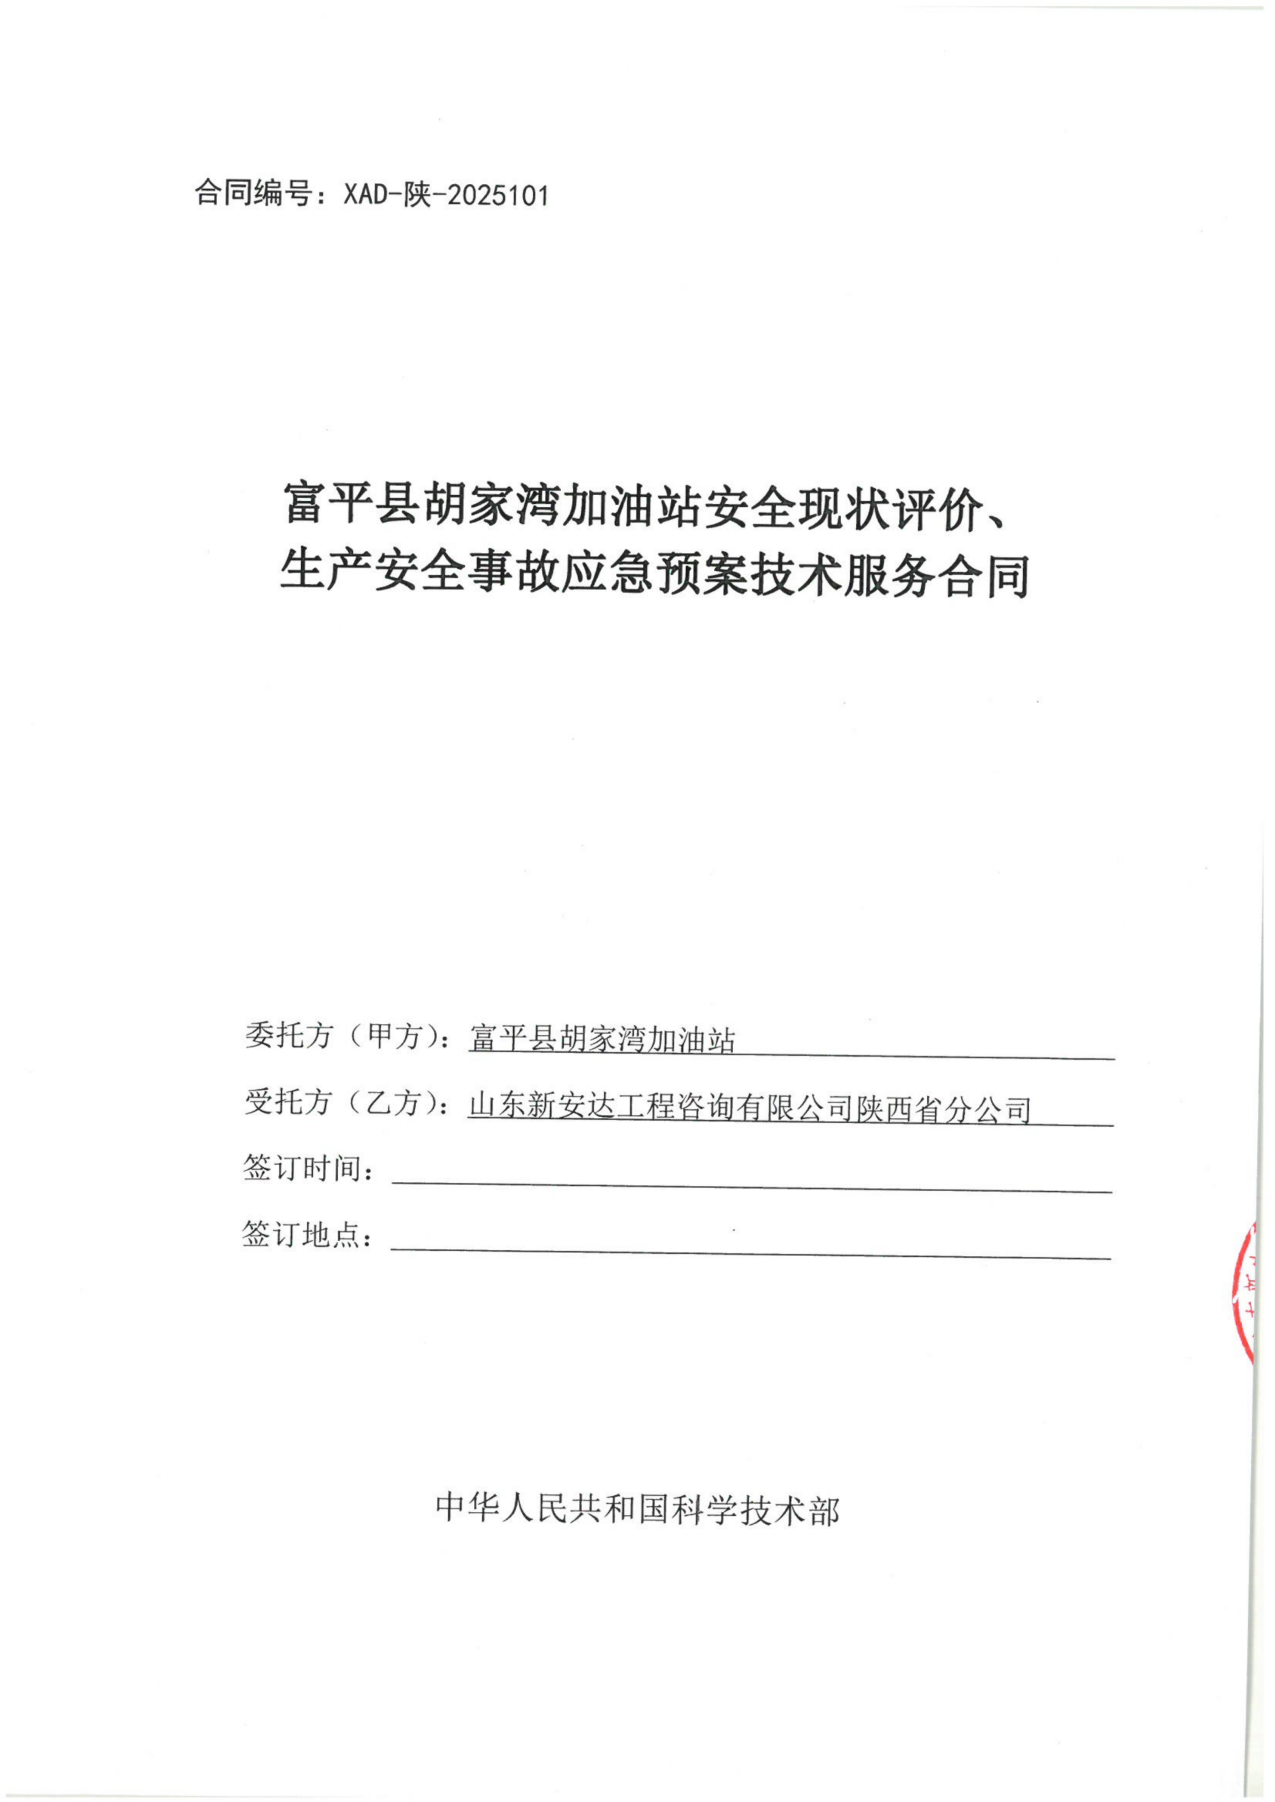 合同编号：XAD-陕-2025101
富平县胡家湾加油站安全现状评价、
生产安全事故应急预案技术服务合同
委托方（甲方）：富平县胡家湾加油站
受托方（乙方）：山东新安达工程咨询有限公司陕西省分公司
签订时间：
签订地点：
中华人民共和国科学技术部